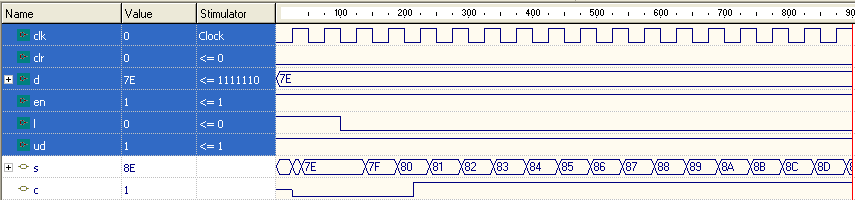 Name Value Stimulator 100 200 300 400 500 600 700 800 90
clk 0 Clock
clr 0 <= 0
d 7E <= 1111110 7E
en 1 <= 1
l 0 <= 0
ud 1 <= 1
s 8E 7E 7F 80 81 82 83 84 85 86 87 88 89 8A 8B 8C 8D
c 1